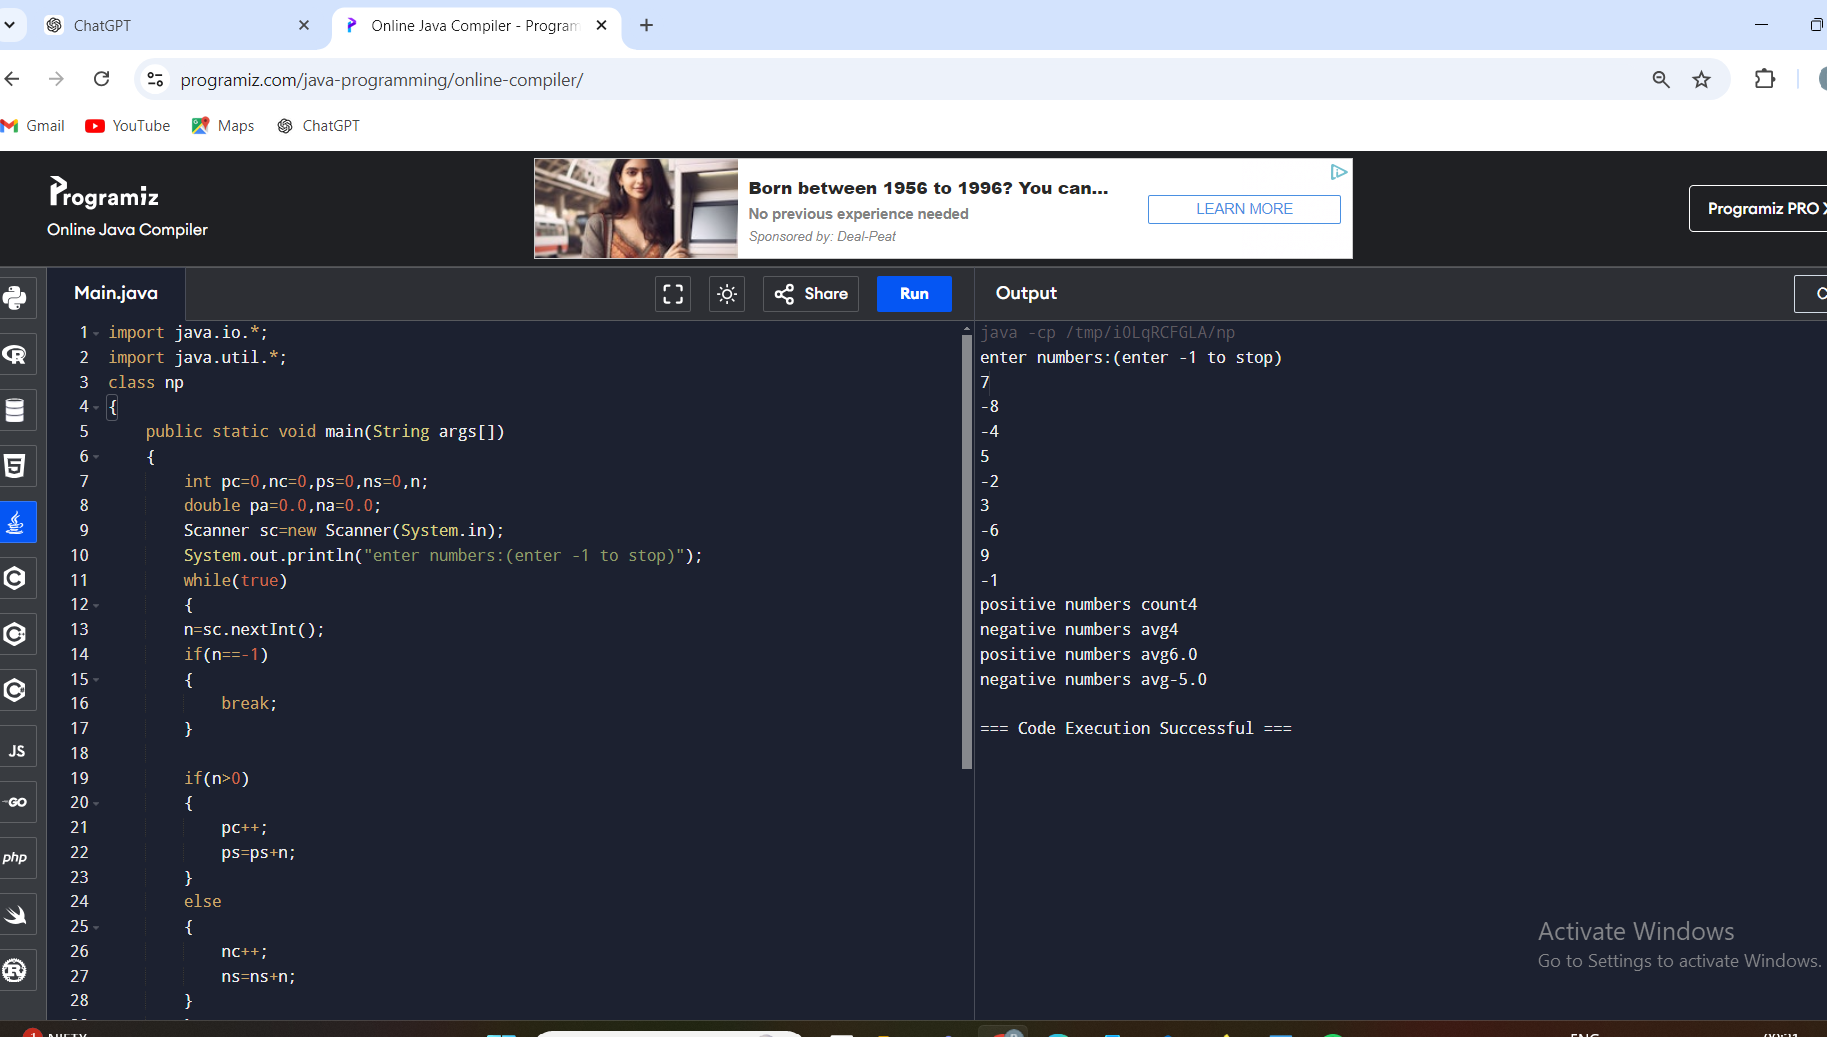 ChatGPT
Online Java Compiler - Program
programiz.com/java-programming/online-compiler/
Gmail YouTube Maps ChatGPT
Programiz
Online Java Compiler
Born between 1956 to 1996? You can...
No previous experience needed
Sponsored by: Deal-Peat
LEARN MORE
Programiz PRO
Main.java
Share
Run
Output
C
R
5
JS
GO
php
1 import java.io.*;
2 import java.util.*;
3 class np
4 {
5 public static void main(String args[])
6 {
7 int pc=0,nc=0,ps=0,ns=0,n;
8 double pa=0.0,na=0.0;
9 Scanner sc=new Scanner(System.in);
10 System.out.println("enter numbers:(enter -1 to stop)");
11 while(true)
12 {
13 n=sc.nextInt();
14 if(n==-1)
15 {
16 break;
17 }
18
19 if(n>0)
20 {
21 pc++;
22 ps=ps+n;
23 }
24 else
25 {
26 nc++;
27 ns=ns+n;
28 }
java -cp /tmp/iOLqRCFGLA/np
enter numbers:(enter -1 to stop)
7
-8
-4
5
-2
3
-6
9
-1
positive numbers count4
negative numbers avg4
positive numbers avg6.0
negative numbers avg-5.0
=== Code Execution Successful ===
Activate Windows
Go to Settings to activate Windows.